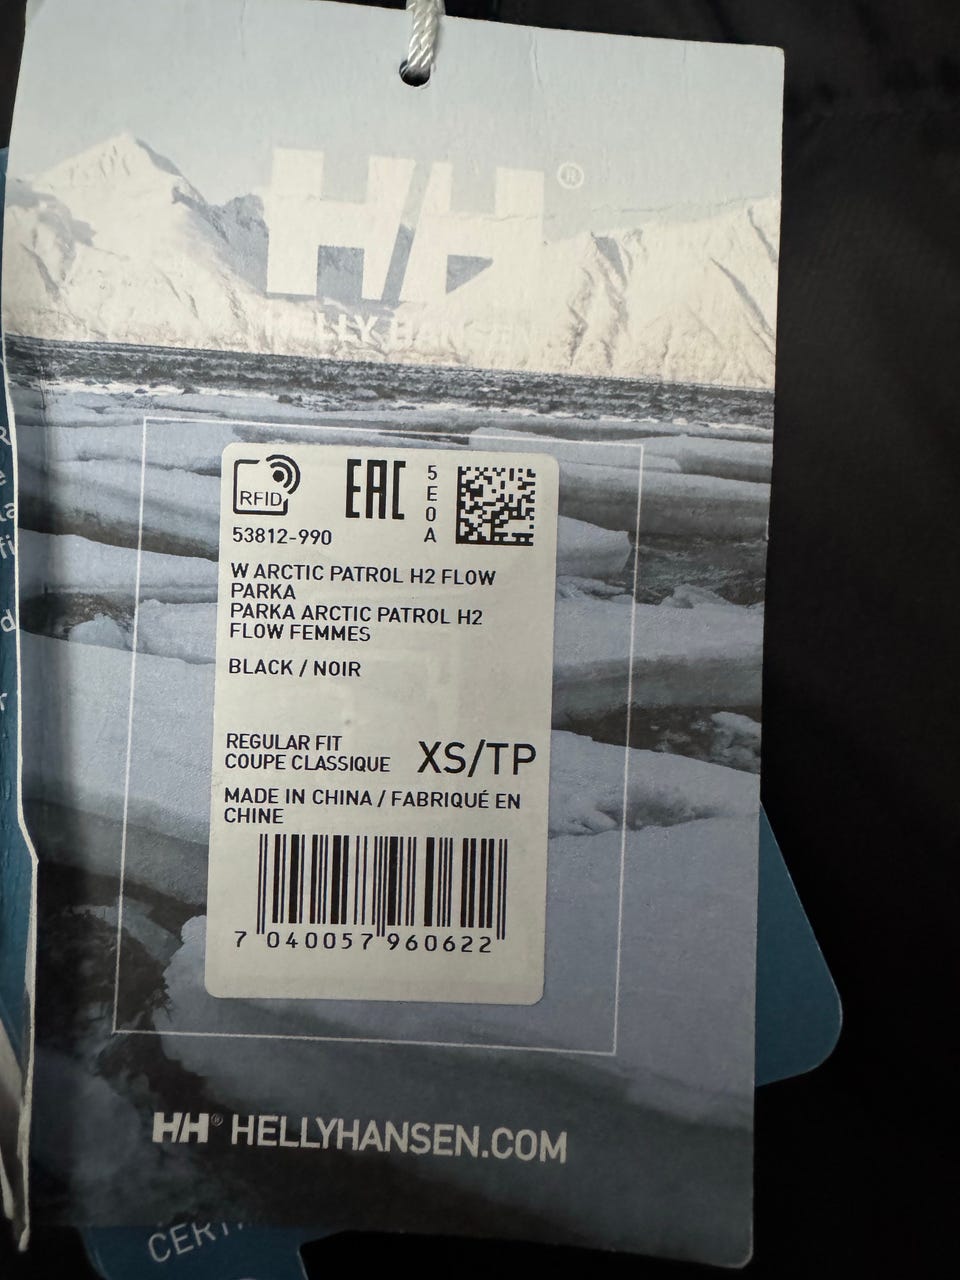 HH®
HELLY HANSEN
RFID
EAC
5
E
0
A
53812-990
W ARCTIC PATROL H2 FLOW
PARKA
PARKA ARCTIC PATROL H2
FLOW FEMMES
BLACK / NOIR
REGULAR FIT
COUPE CLASSIQUE
XS/TP
MADE IN CHINA / FABRIQUÉ EN
CHINE
7 040057 960622
HH® HELLYHANSEN.COM